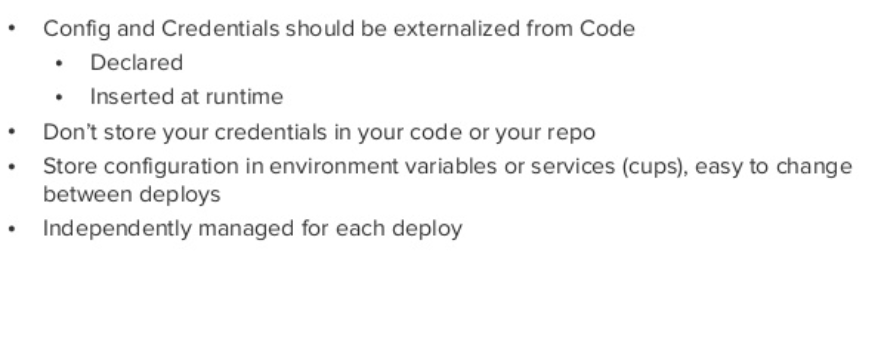 • Config and Credentials should be externalized from Code
• Declared
• Inserted at runtime
• Don't store your credentials in your code or your repo
• Store configuration in environment variables or services (cups), easy to change
between deploys
• Independently managed for each deploy